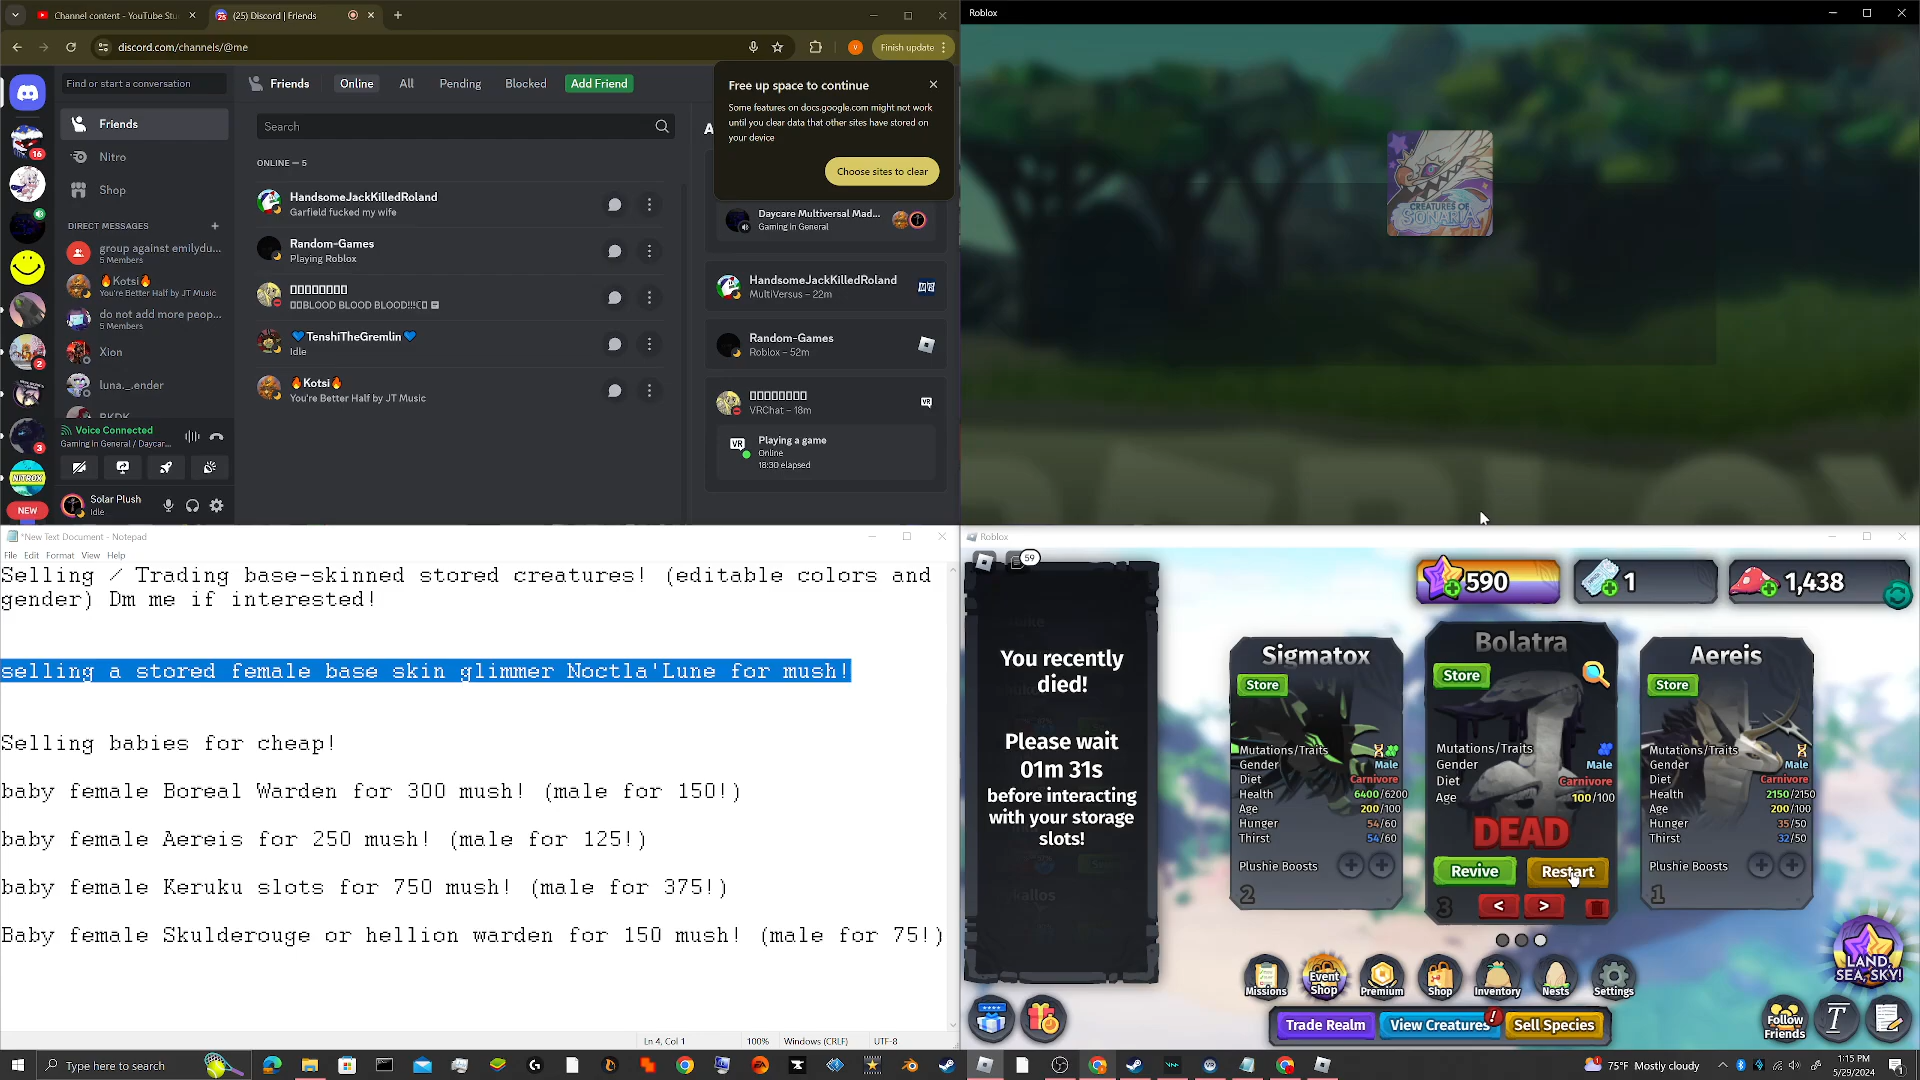 Channel content - YouTube Stu
(25) Discord | Friends
discord.com/channels/@me
Finish update
Find or start a conversation
Friends
Online
All
Pending
Blocked
Add Friend
Free up space to continue
Some features on docs.google.com might not work
until you clear data that other sites have stored on
your device
Choose sites to clear
Friends
Nitro
Shop
DIRECT MESSAGES
group against emilydu...
5 Members
🔥Kotsi🔥
You're Better Half by JT Music
do not add more peop...
5 Members
Xion
luna._.ender
Voice Connected
Gaming In General / Daycar...
Solar Plush
Idle
NEW
16
2
3
NITROX
Search
ONLINE — 5
HandsomeJackKilledRoland
Garfield fucked my wife
Random-Games
Playing Roblox
BLOOD BLOOD BLOOD!!!
💙TenshiTheGremlin💙
Idle
🔥Kotsi🔥
You're Better Half by JT Music
Daycare Multiversal Mad...
Gaming In General
HandsomeJackKilledRoland
MultiVersus – 22m
Random-Games
Roblox – 52m
VRChat – 18m
VR
Playing a game
Online
18:30 elapsed
Roblox
CREATURES OF
SONARIA
*New Text Document - Notepad
File Edit Format View Help
Selling / Trading base-skinned stored creatures! (editable colors and
gender) Dm me if interested!
selling a stored female base skin glimmer Noctla'Lune for mush!
Selling babies for cheap!
baby female Boreal Warden for 300 mush! (male for 150!)
baby female Aereis for 250 mush! (male for 125!)
baby female Keruku slots for 750 mush! (male for 375!)
Baby female Skulderouge or hellion warden for 150 mush! (male for 75!)
Ln 4, Col 1
100%
Windows (CRLF)
UTF-8
Roblox
59
590
1
1,438
You recently
died!
Please wait
01m 31s
before interacting
with your storage
slots!
Sigmatox
Store
Mutations/Traits
Gender Male
Diet Carnivore
Health 6400/6200
Age 200/100
Hunger 54/60
Thirst 54/60
Plushie Boosts
2
Bolatra
Store
Mutations/Traits
Gender Male
Diet Carnivore
Age 100/100
DEAD
Revive
Restart
3
<
>
Aereis
Store
Mutations/Traits
Gender Male
Diet Carnivore
Health 2150/2150
Age 200/100
Hunger 35/50
Thirst 32/50
Plushie Boosts
1
Missions
Event
Shop
Premium
Shop
Inventory
Nests
Settings
Trade Realm
View Creatures
!
Sell Species
LAND,
SEA, SKY!
Follow
Friends
Type here to search
75°F Mostly cloudy
1:15 PM
5/29/2024